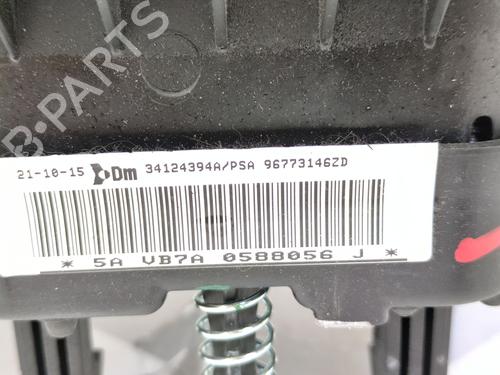 B-PARTS
21-10-15 Dm 34124394A/PSA 96773146ZD
* 5A VB7A 0588056 J *